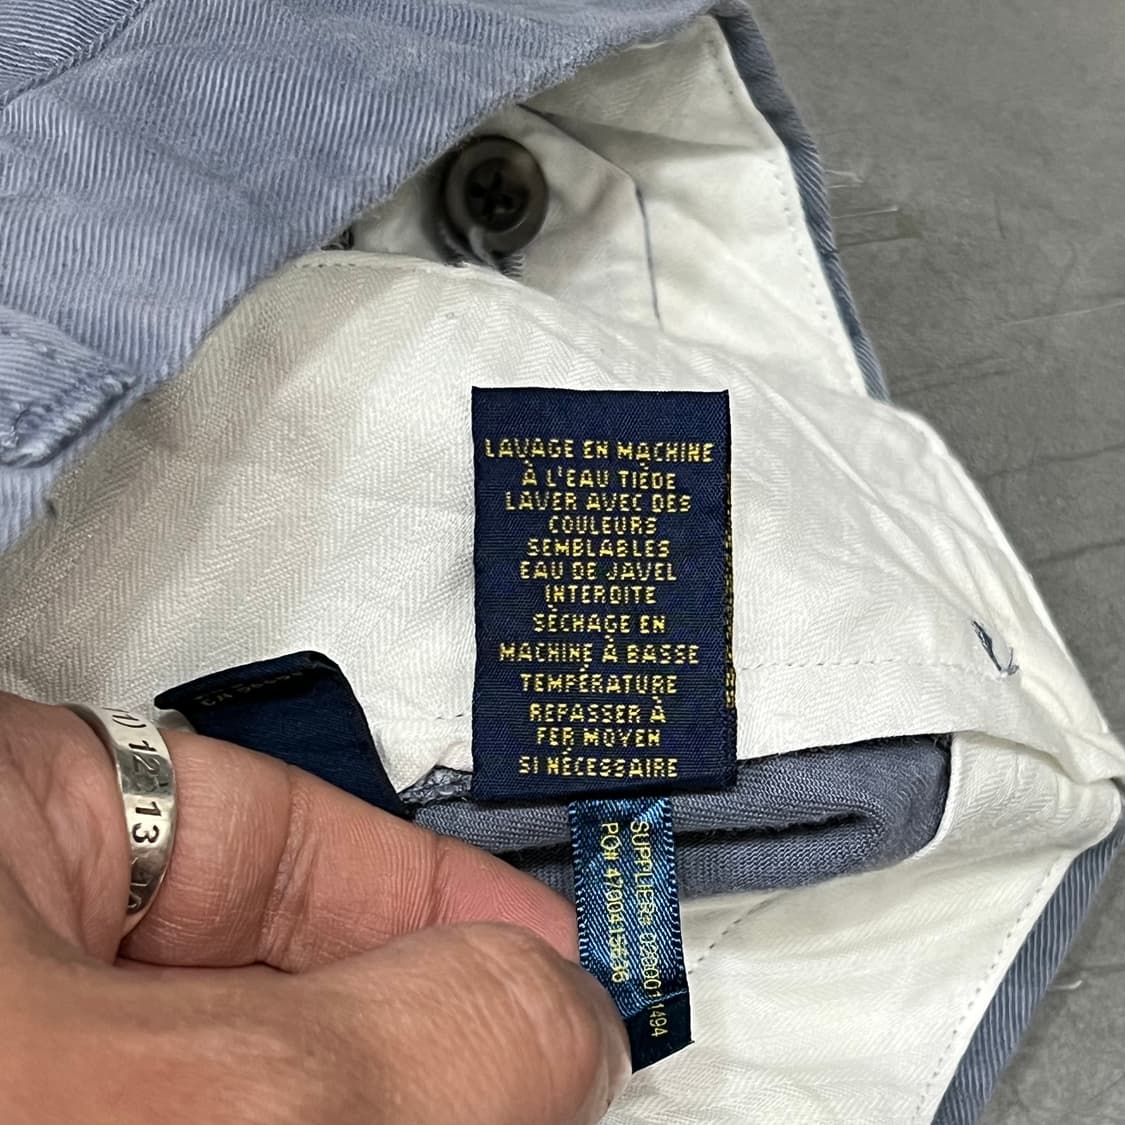 LAVAGE EN MACHINE
À L'EAU TIÈDE
LAVER AVEC DES
COULEURS
SEMBLABLES
EAU DE JAVEL
INTERDITE
SÈCHAGE EN
MACHINE À BASSE
TEMPÉRATURE
REPASSER À
FER MOYEN
SI NÉCESSAIRE
PO#
12
13